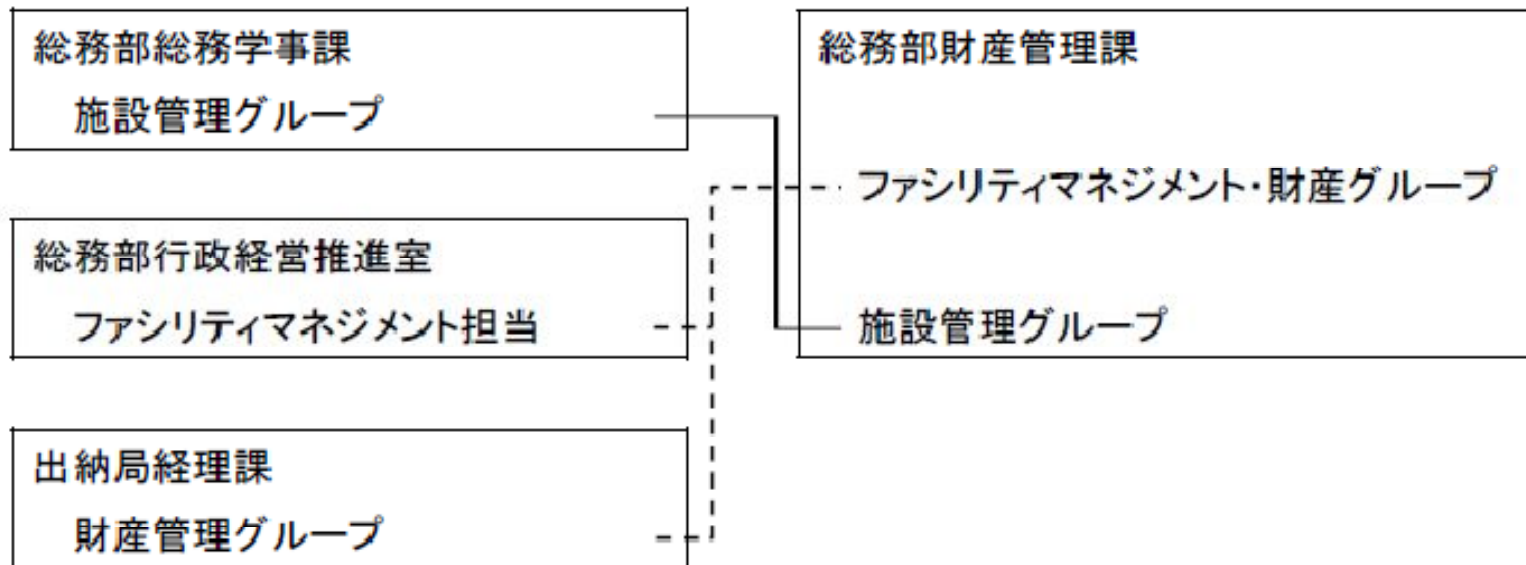 総務部総務学事課
施設管理グループ
総務部行政経営推進室
ファシリティマネジメント担当
出納局経理課
財産管理グループ
総務部財産管理課
ファシリティマネジメント・財産グループ
施設管理グループ